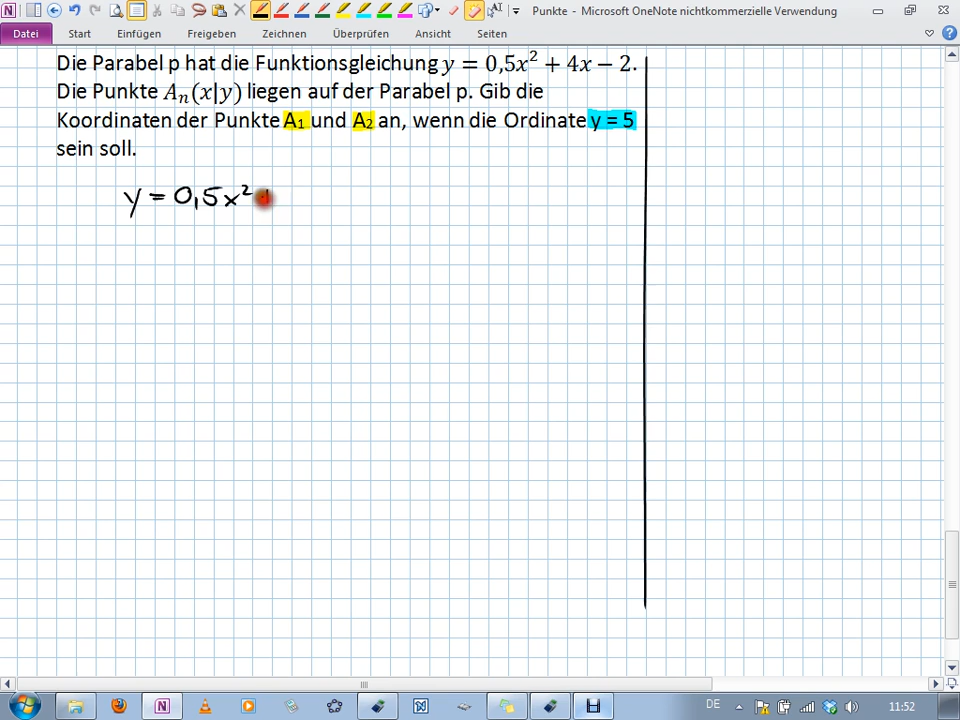 Punkte - Microsoft OneNote nichtkommerzielle Verwendung
Datei Start Einfügen Freigeben Zeichnen Überprüfen Ansicht Seiten
Die Parabel p hat die Funktionsgleichung y = 0,5x² + 4x − 2.
Die Punkte Aₙ(x|y) liegen auf der Parabel p. Gib die
Koordinaten der Punkte A₁ und A₂ an, wenn die Ordinate y = 5
sein soll.
y = 0,5x²
DE 11:52